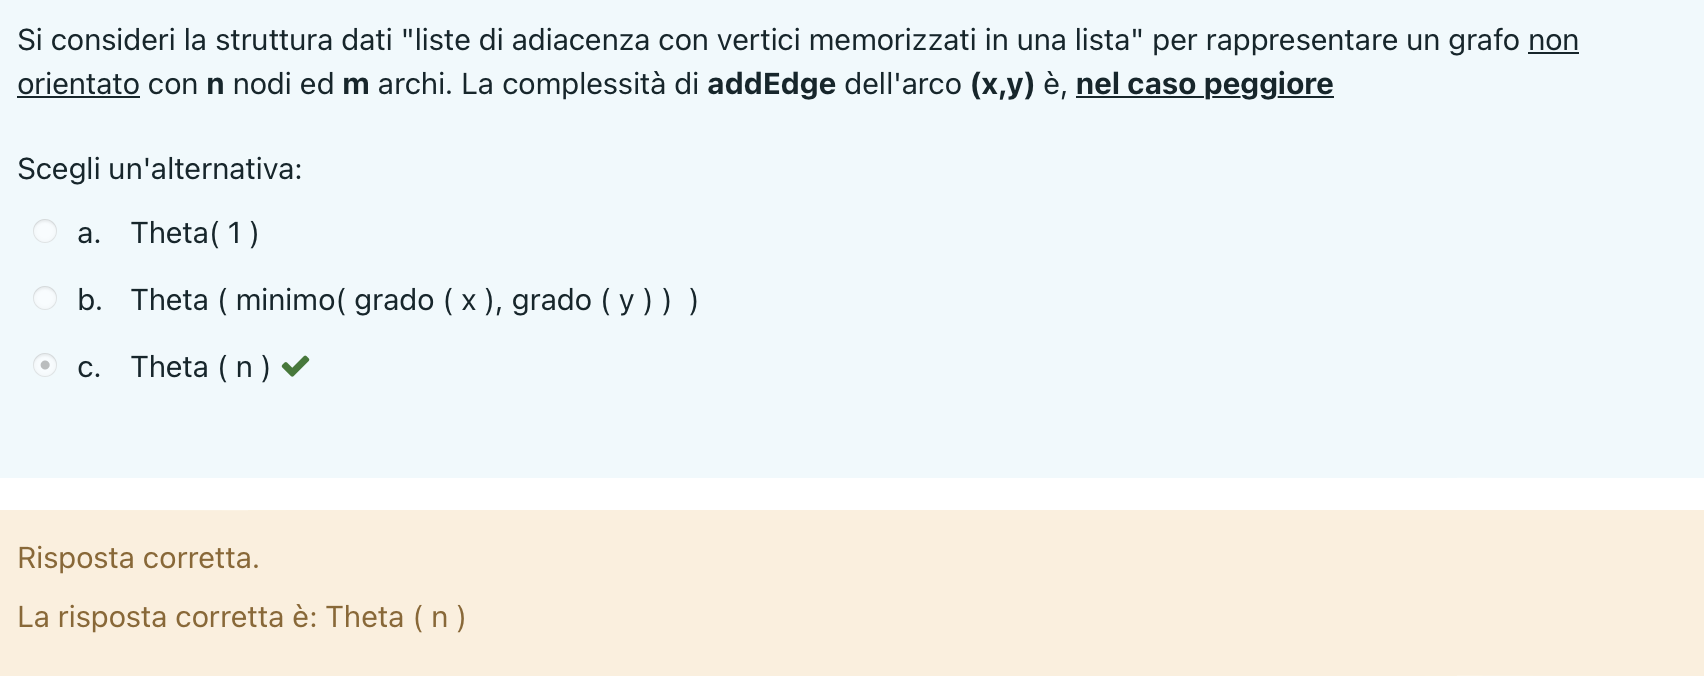 Si consideri la struttura dati "liste di adiacenza con vertici memorizzati in una lista" per rappresentare un grafo non
orientato con n nodi ed m archi. La complessità di addEdge dell'arco (x,y) è, nel caso peggiore
Scegli un'alternativa:
a. Theta( 1 )
b. Theta ( minimo( grado ( x ), grado ( y ) )  )
c. Theta ( n )
Risposta corretta.
La risposta corretta è: Theta ( n )